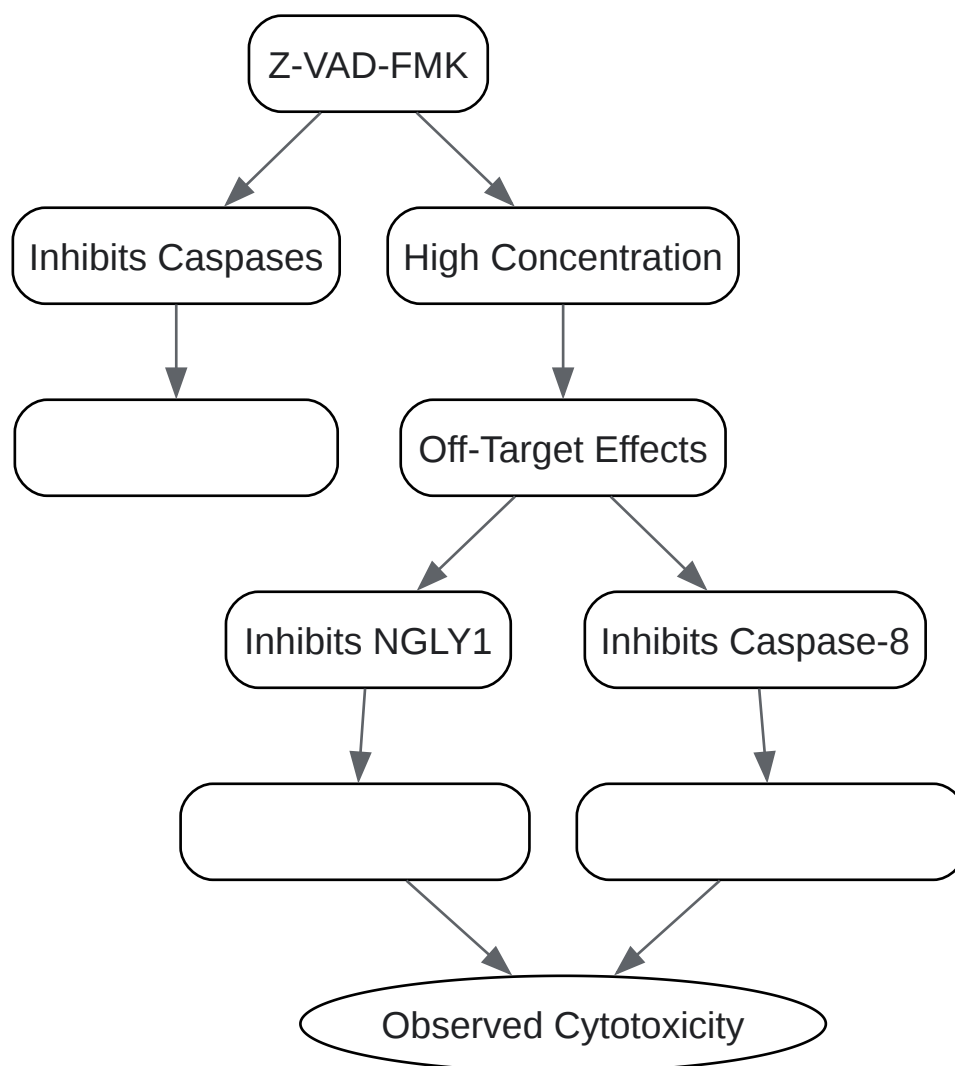 Z-VAD-FMK
Inhibits Caspases
High Concentration
Off-Target Effects
Inhibits NGLY1
Inhibits Caspase-8
Observed Cytotoxicity